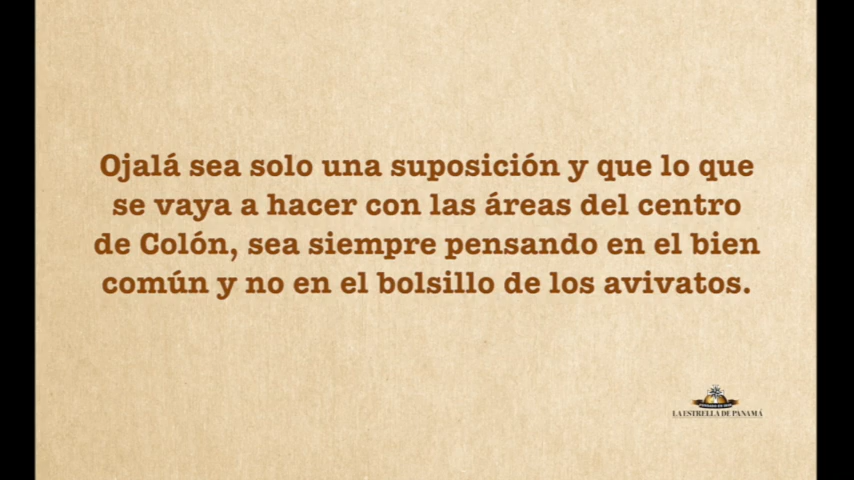 Ojalá sea solo una suposición y que lo que
se vaya a hacer con las áreas del centro
de Colón, sea siempre pensando en el bien
común y no en el bolsillo de los avivatos.
LA ESTRELLA DE PANAMÁ